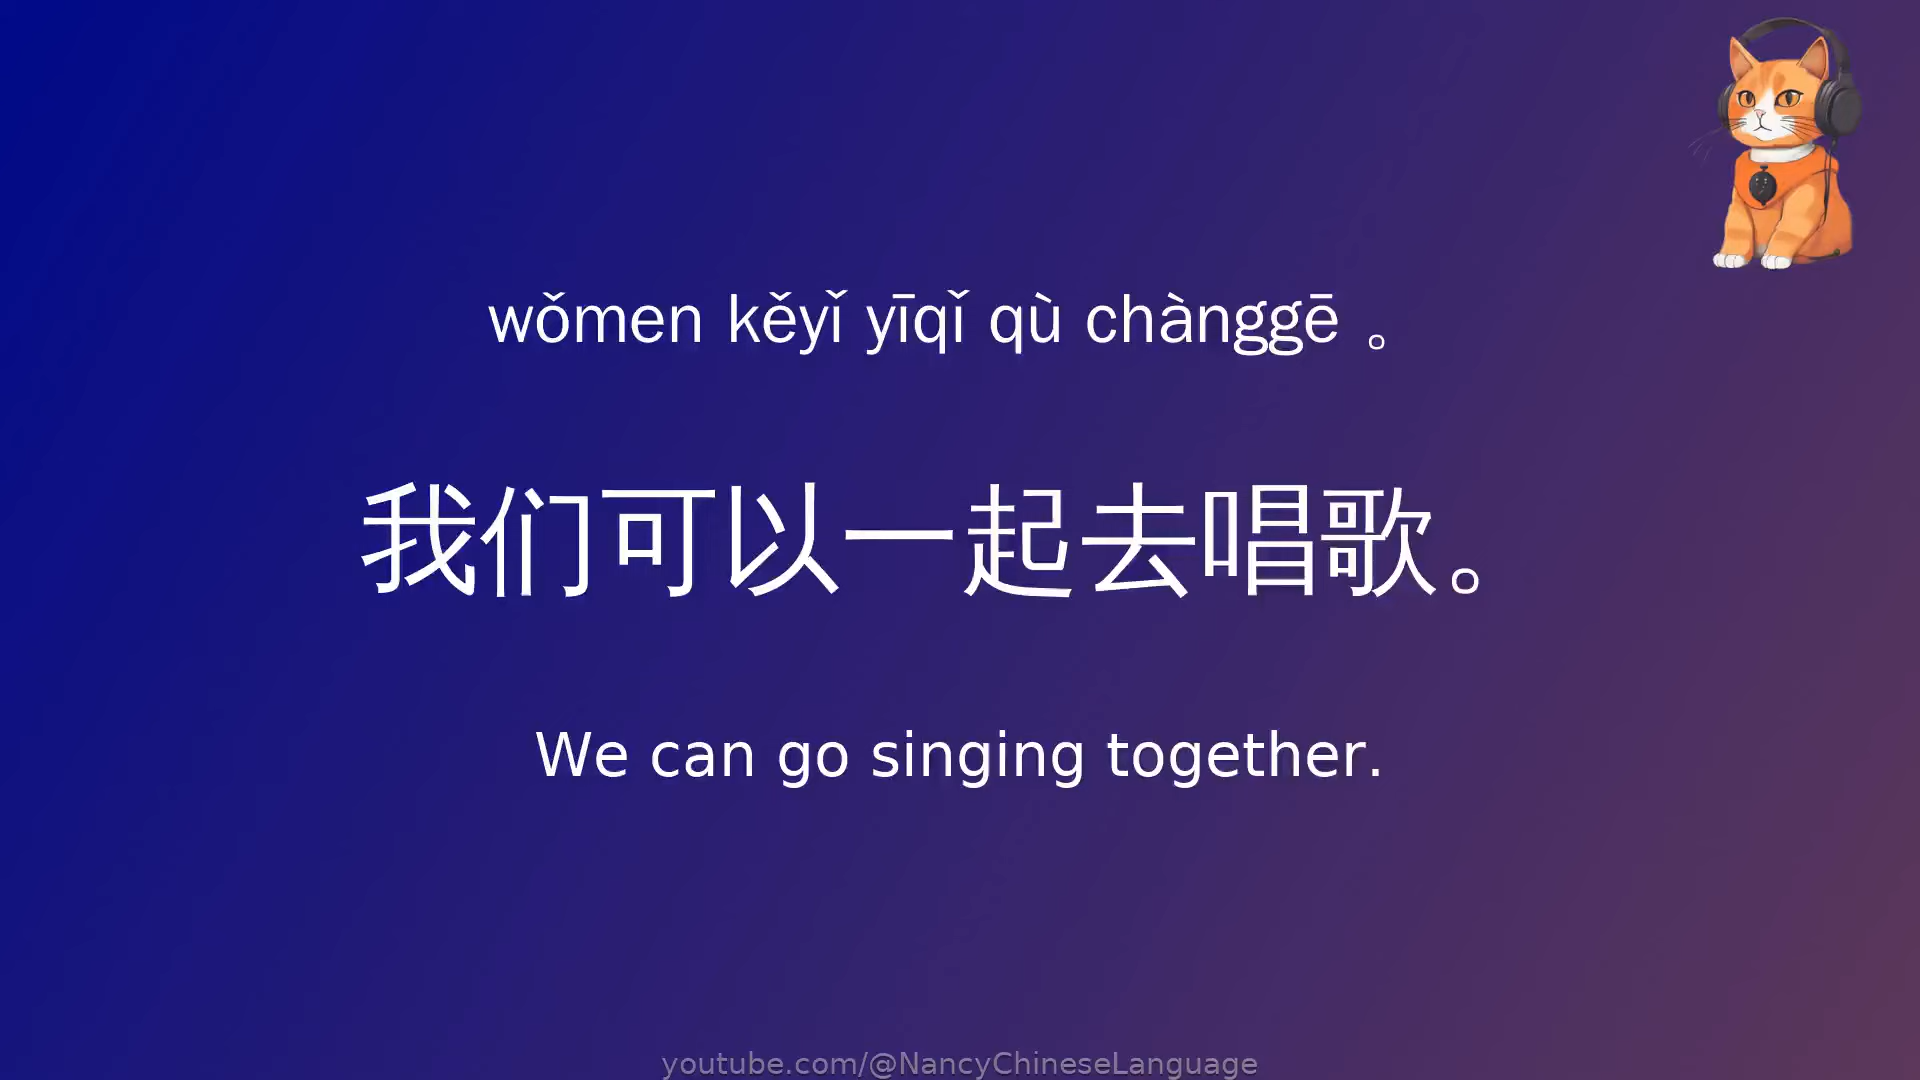 wǒmen kěyǐ yīqǐ qù chànggē 。
我们可以一起去唱歌。
We can go singing together.
youtube.com/@NancyChineseLanguage